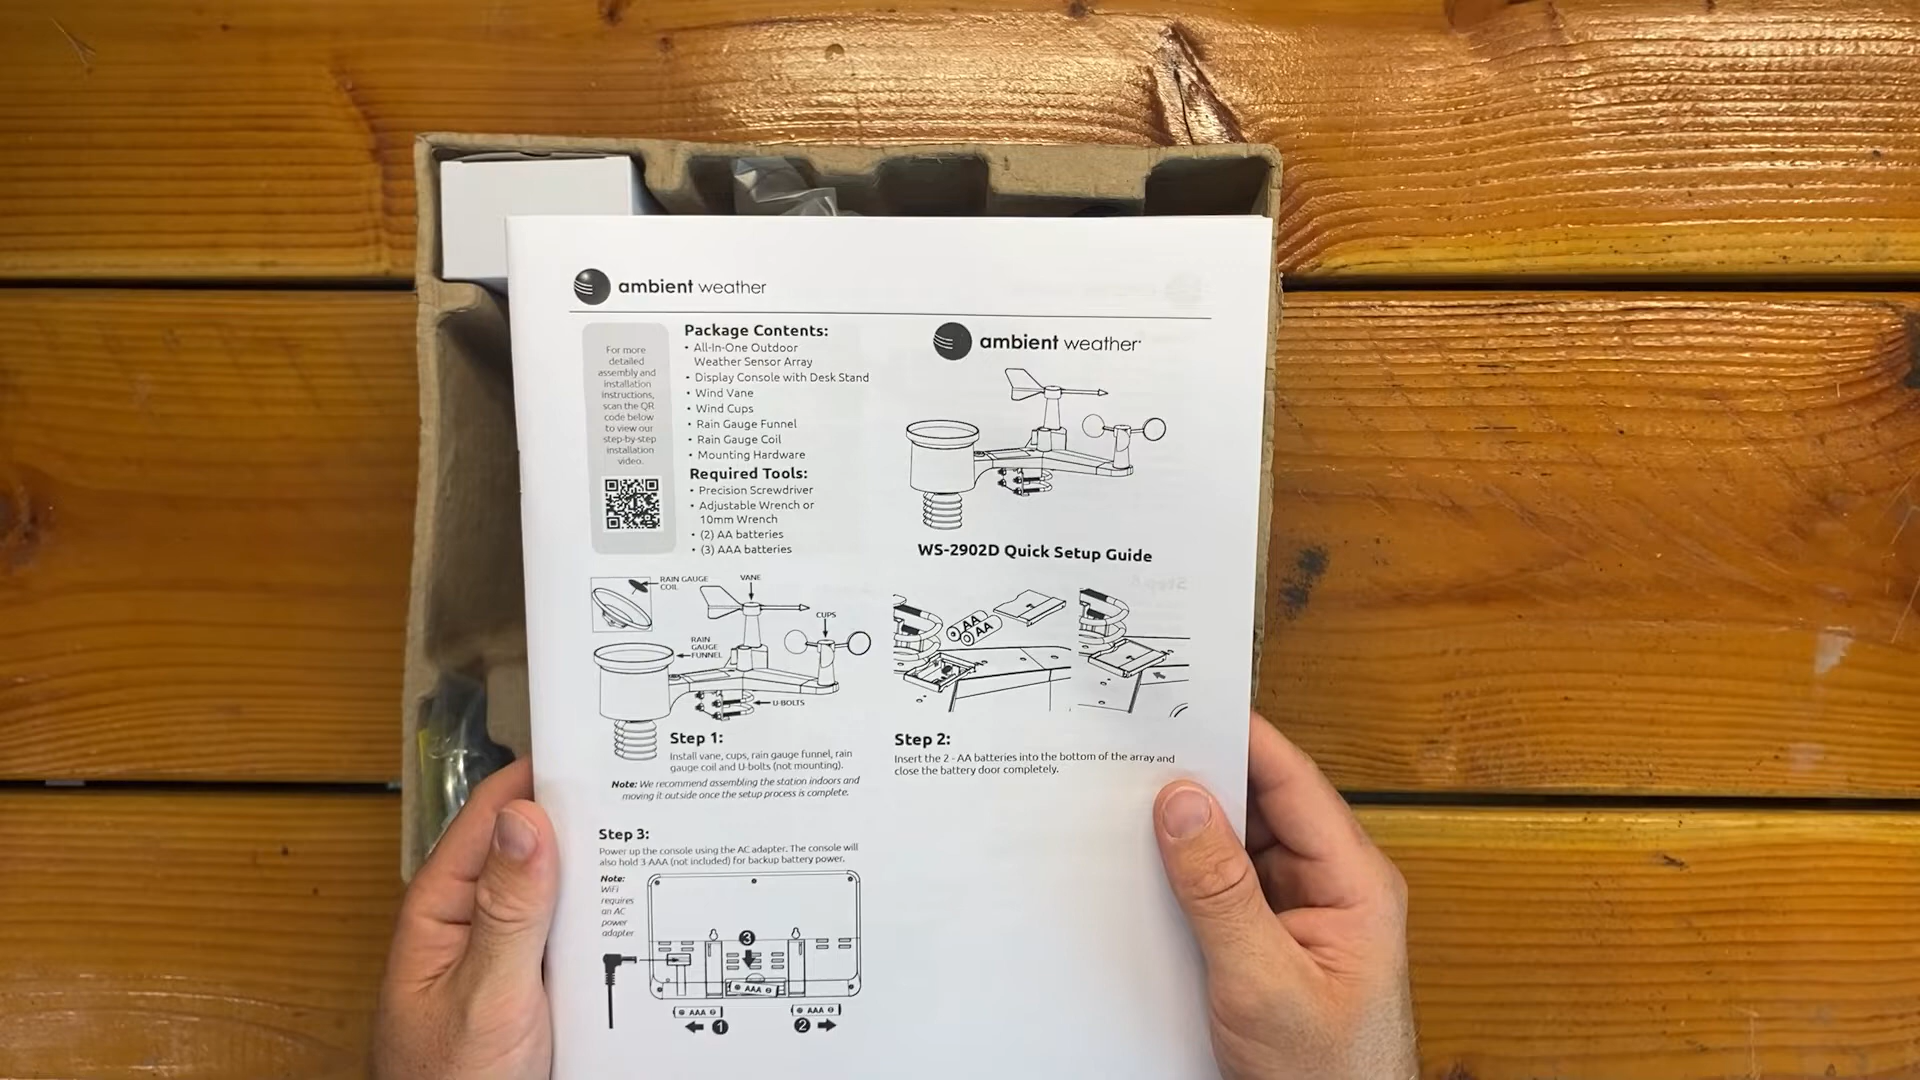 ambient weather
For more
detailed
assembly and
installation
instructions,
scan the QR
code below
to view our
step-by-step
installation
video.
Package Contents:
• All-In-One Outdoor
Weather Sensor Array
• Display Console with Desk Stand
• Wind Vane
• Wind Cups
• Rain Gauge Funnel
• Rain Gauge Coil
• Mounting Hardware
Required Tools:
• Precision Screwdriver
• Adjustable Wrench or
10mm Wrench
• (2) AA batteries
• (3) AAA batteries
ambient weather
WS-2902D Quick Setup Guide
RAIN GAUGE
COIL
VANE
CUPS
RAIN
GAUGE
FUNNEL
U-BOLTS
Step 1:
Install vane, cups, rain gauge funnel, rain
gauge coil and U-bolts (not mounting).
Note: We recommend assembling the station indoors and
moving it outside once the setup process is complete.
AA
AA
Step 2:
Insert the 2 - AA batteries into the bottom of the array and
close the battery door completely.
Step 3:
Power up the console using the AC adapter. The console will
also hold 3 AAA (not included) for backup battery power.
Note:
WiFi
requires
an AC
power
adapter
3
AAA
AAA
AAA
1
2